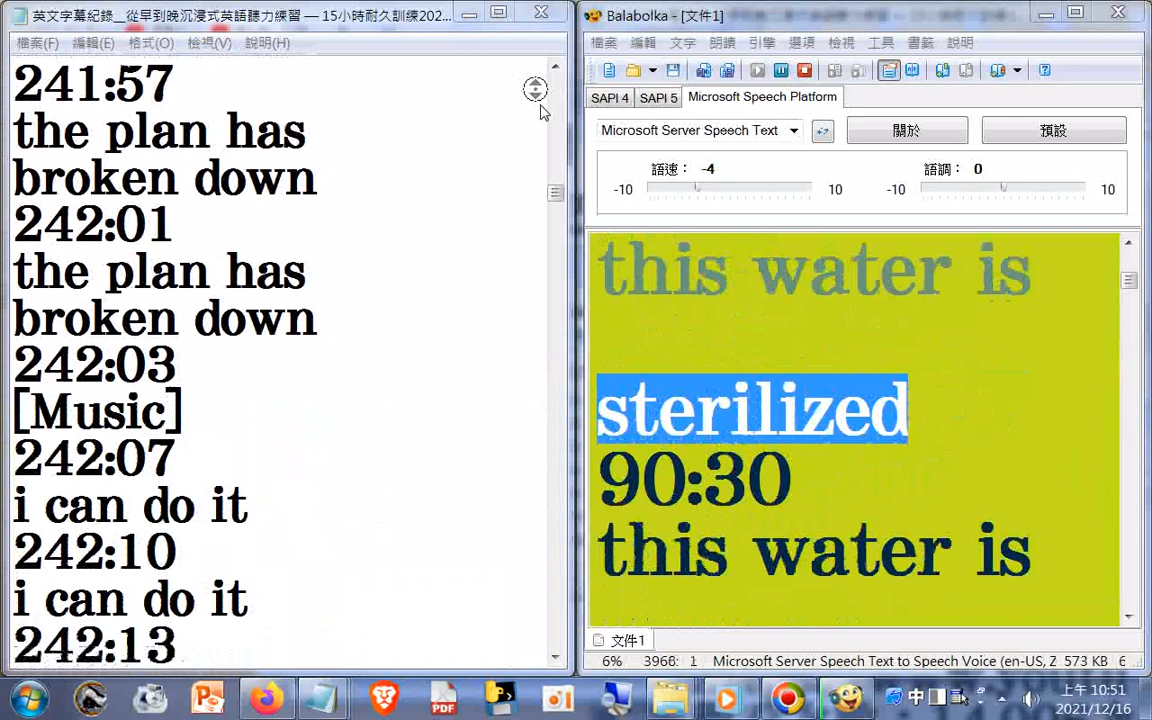 英文字幕紀錄__從早到晚沉浸式英語聽力練習 — 15小時耐久訓練202...
檔案(F) 編輯(E) 格式(O) 檢視(V) 說明(H)
241:57
the plan has
broken down
242:01
the plan has
broken down
242:03
[Music]
242:07
i can do it
242:10
i can do it
242:13
Balabolka - [文件1]
檔案 編輯 文字 朗讀 引擎 選項 檢視 工具 書籤 說明
SAPI 4 SAPI 5 Microsoft Speech Platform
Microsoft Server Speech Text 關於 預設
語速： -4 語調： 0
-10 10 -10 10
this water is
sterilized
90:30
this water is
文件1
6% 3966: 1 Microsoft Server Speech Text to Speech Voice (en-US, Z 573 KB 6
中
上午 10:51
2021/12/16